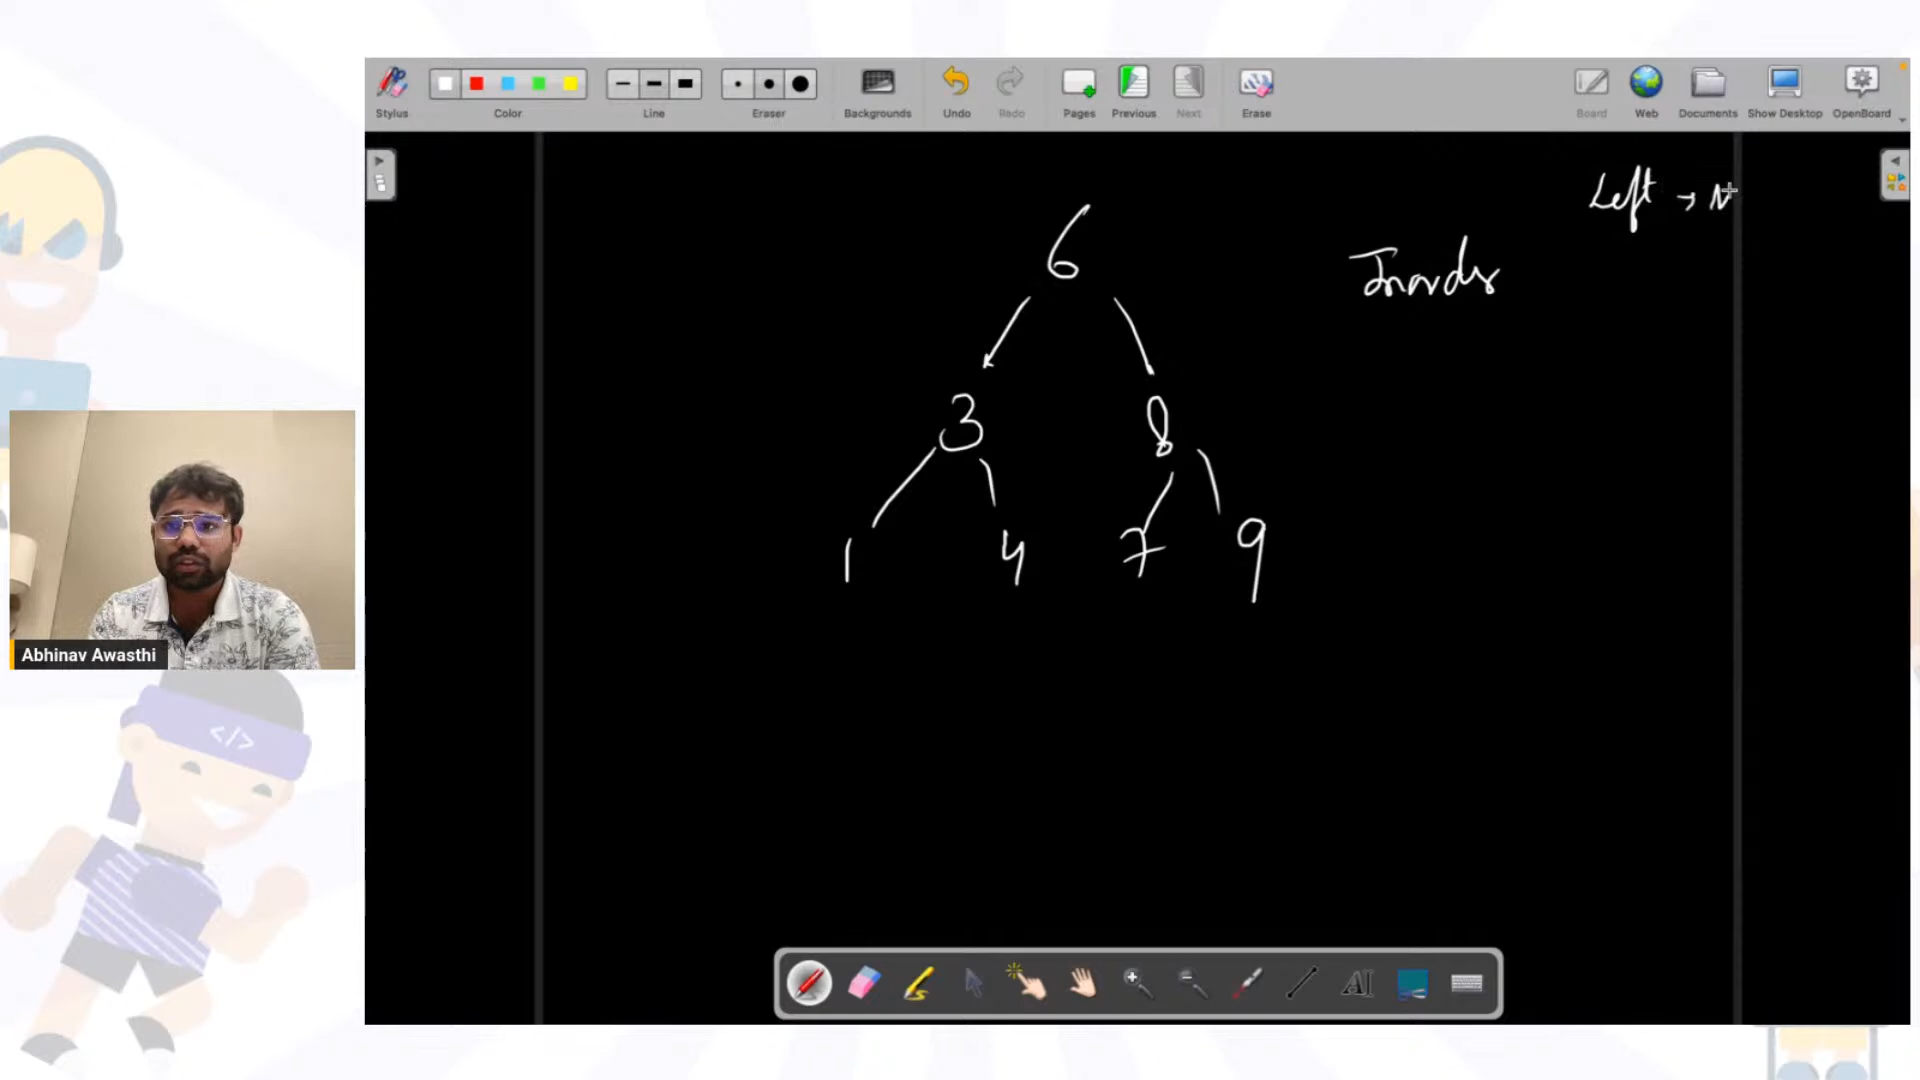 Stylus Color Line Eraser Backgrounds Undo Redo Pages Previous Next Erase Board Web Documents Show Desktop OpenBoard
Left → N
6
Inorder
3 8
1 4 7 9
Abhinav Awasthi
</>
AI